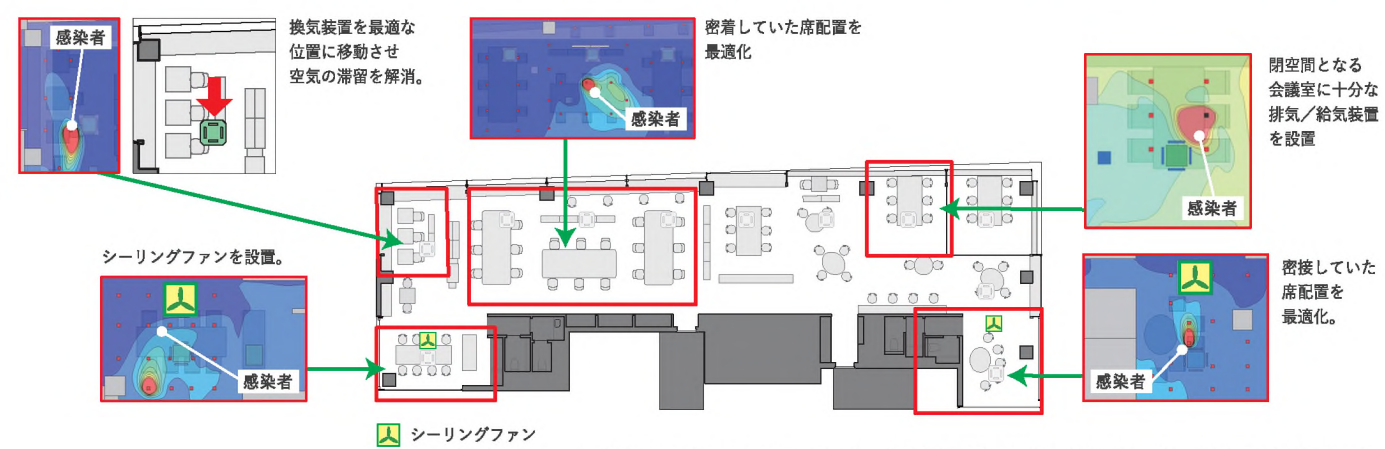 感染者
換気装置を最適な
位置に移動させ
空気の滞留を解消。
感染者
密着していた席配置を
最適化
感染者
閉空間となる
会議室に十分な
排気／給気装置
を設置
シーリングファンを設置。
感染者
感染者
密接していた
席配置を
最適化。
シーリングファン